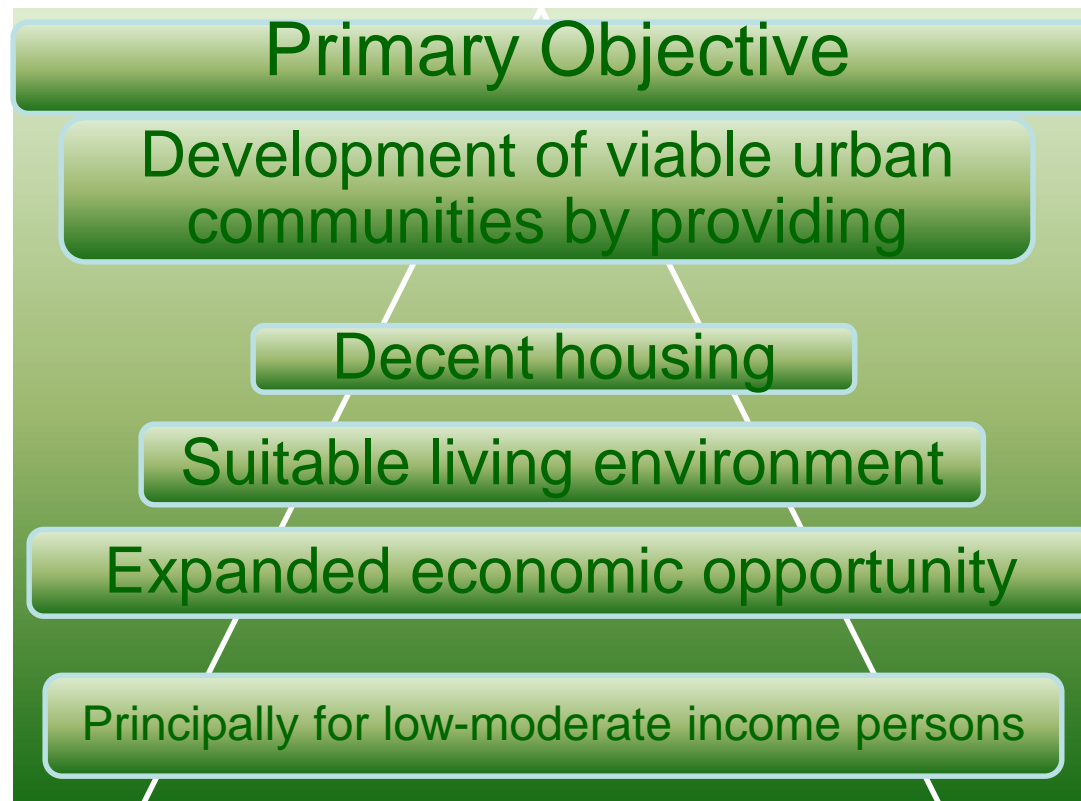 Primary Objective
Development of viable urban
communities by providing
Decent housing
Suitable living environment
Expanded economic opportunity
Principally for low-moderate income persons